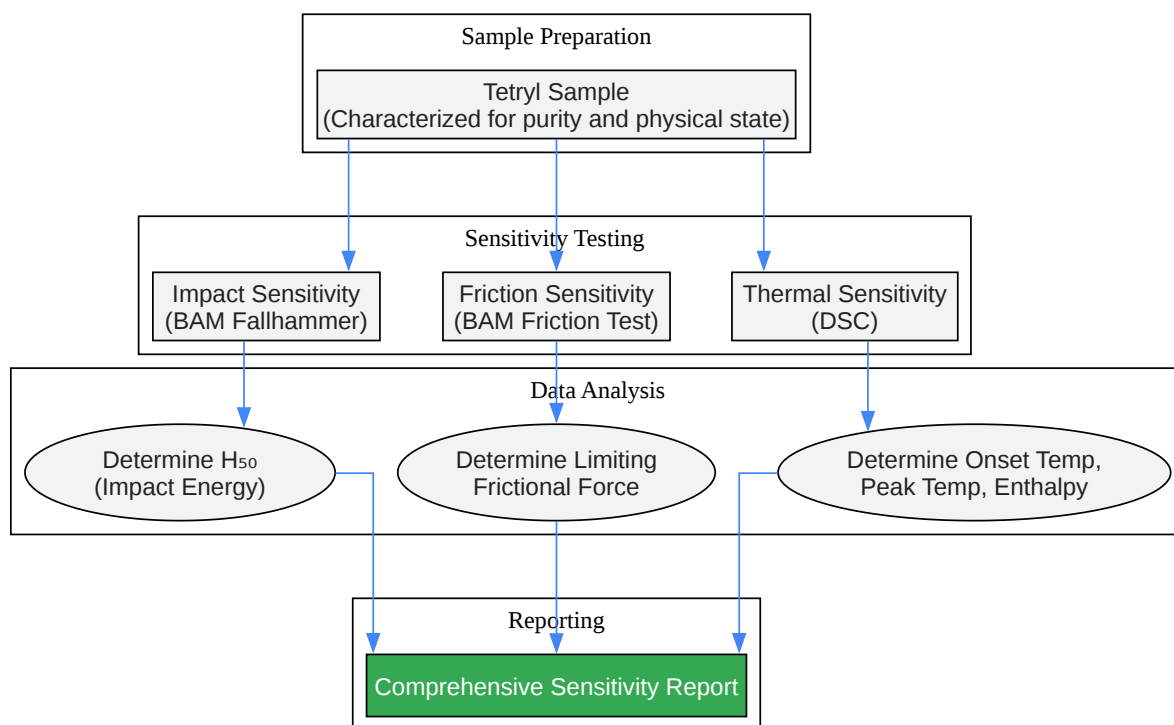 Sample Preparation
Tetryl Sample
(Characterized for purity and physical state)
Sensitivity Testing
Impact Sensitivity
(BAM Fallhammer)
Friction Sensitivity
(BAM Friction Test)
Thermal Sensitivity
(DSC)
Data Analysis
Determine H₅₀
(Impact Energy)
Determine Limiting
Frictional Force
Determine Onset Temp,
Peak Temp, Enthalpy
Reporting
Comprehensive Sensitivity Report